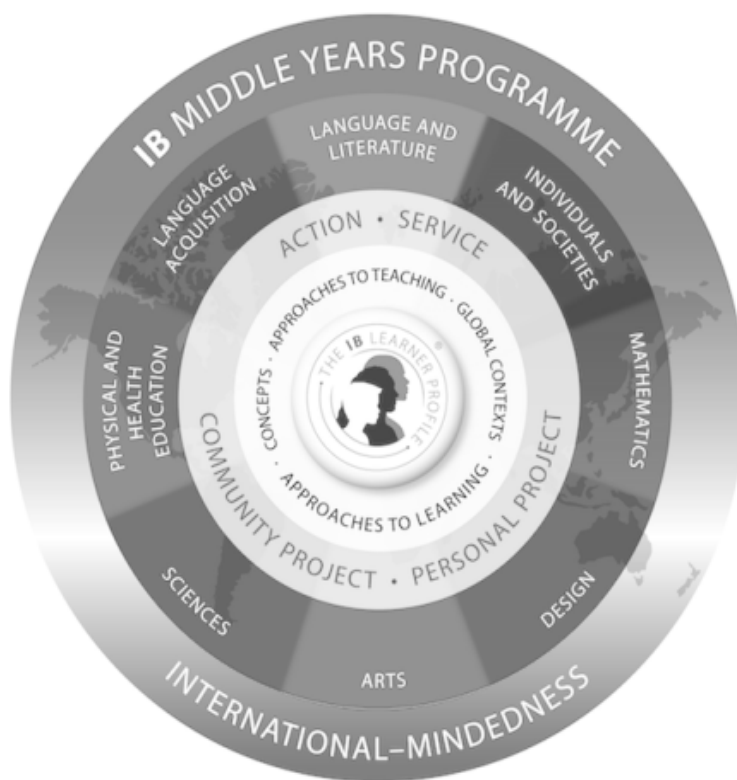 IB MIDDLE YEARS PROGRAMME
LANGUAGE AND
LITERATURE
LANGUAGE
ACQUISITION
INDIVIDUALS
AND SOCIETIES
PHYSICAL AND
HEALTH
EDUCATION
MATHEMATICS
SCIENCES
DESIGN
ARTS
ACTION · SERVICE
COMMUNITY PROJECT · PERSONAL PROJECT
CONCEPTS · APPROACHES TO TEACHING · GLOBAL CONTEXTS
· APPROACHES TO LEARNING ·
· THE IB LEARNER PROFILE · ®
INTERNATIONAL–MINDEDNESS